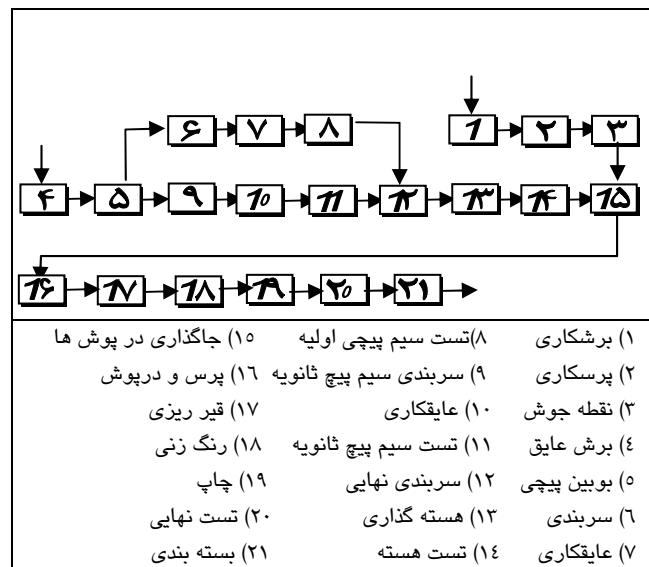 ۶ ۷ ۸ ۱ ۲ ۳
۴ ۵ ۹ ۱۰ ۱۱ ۱۲ ۱۳ ۱۴ ۱۵
۱۶ ۱۷ ۱۸ ۱۹ ۲۰ ۲۱
۱) برشکاری ۸)تست سیم پیچی اولیه ۱۵) جاگذاری در پوش ها
۲) پرسکاری ۹) سربندی سیم پیچ ثانویه ۱۶) پرس و درپوش
۳) نقطه جوش ۱۰) عایقکاری ۱۷) قیر ریزی
۴) برش عایق ۱۱) تست سیم پیچ ثانویه ۱۸) رنگ زنی
۵) بوبین پیچی ۱۲) سربندی نهایی ۱۹) چاپ
۶) سربندی ۱۳) هسته گذاری ۲۰) تست نهایی
۷) عایقکاری ۱۴) تست هسته ۲۱) بسته بندی